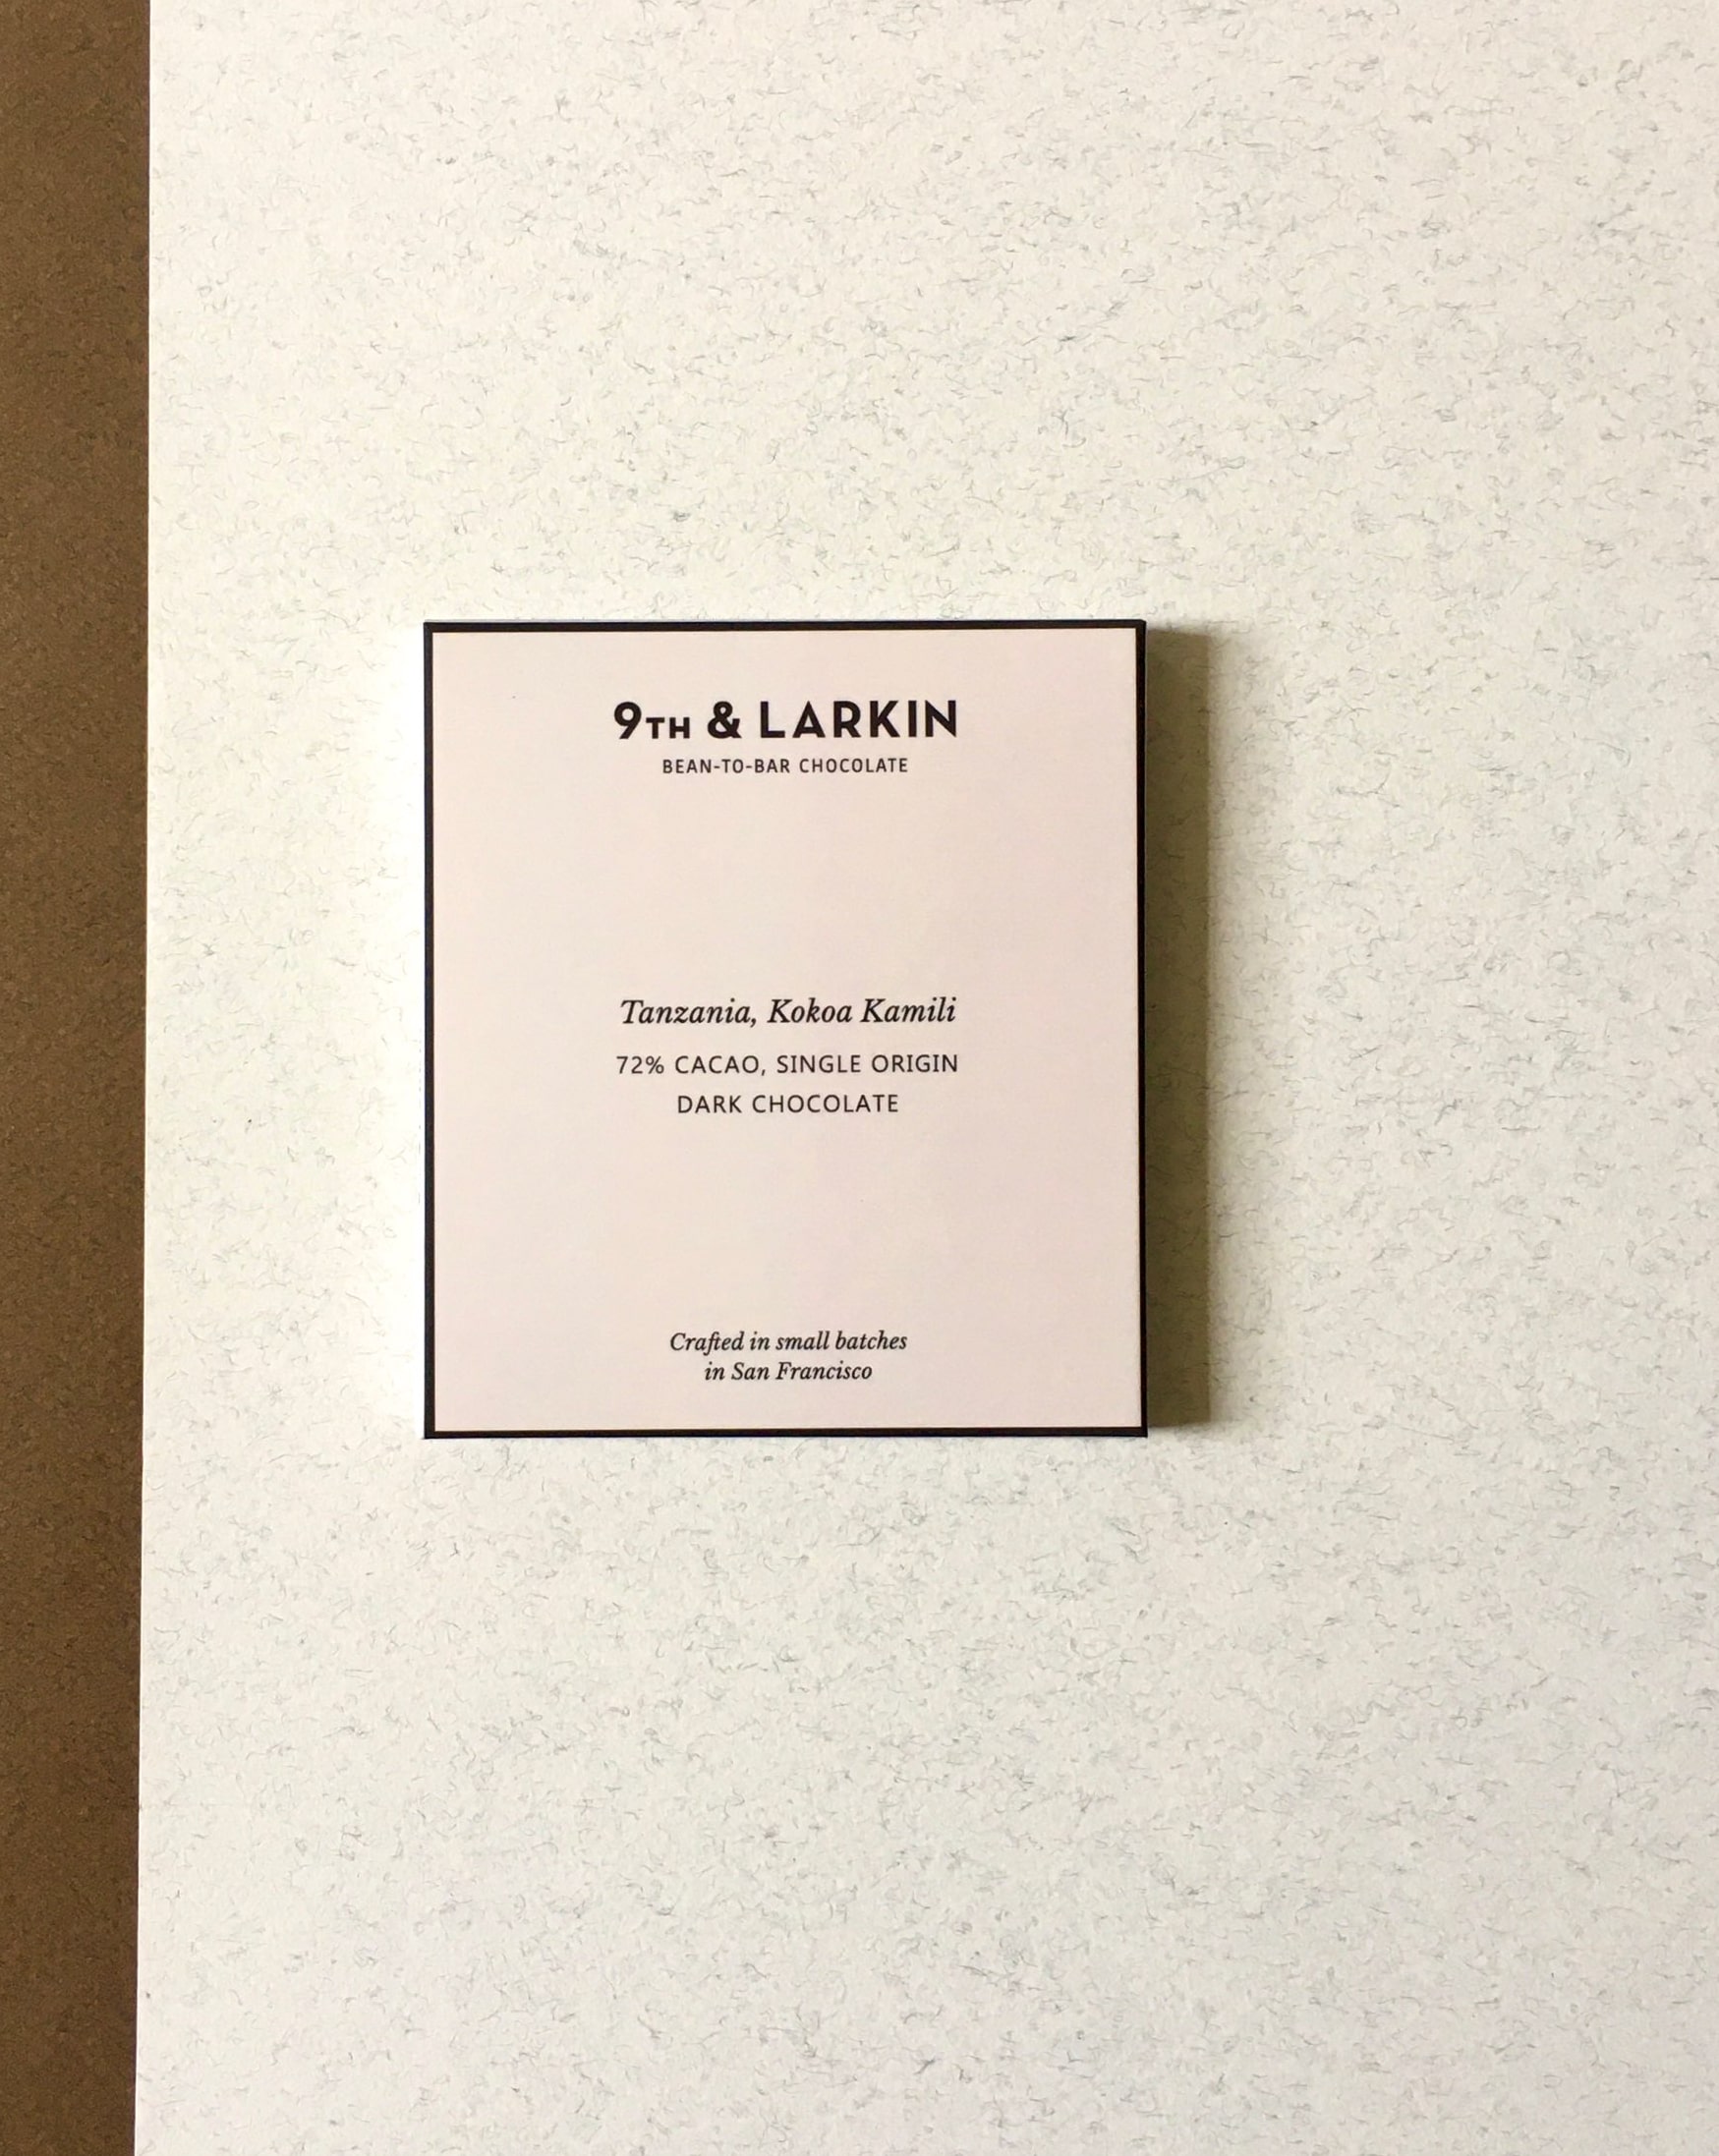 9TH & LARKIN
BEAN-TO-BAR CHOCOLATE
Tanzania, Kokoa Kamili
72% CACAO, SINGLE ORIGIN
DARK CHOCOLATE
Crafted in small batches
in San Francisco